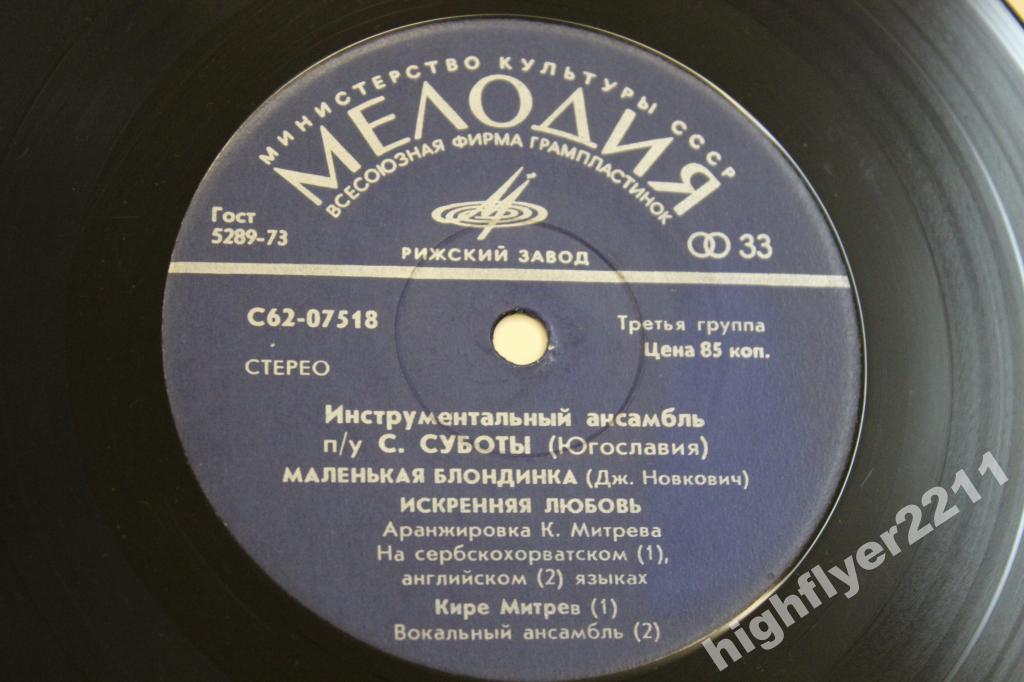 МИНИСТЕРСТВО КУЛЬТУРЫ СССР
МЕЛОДИЯ
ВСЕСОЮЗНАЯ ФИРМА ГРАМПЛАСТИНОК
Гост
5289-73
33
РИЖСКИЙ ЗАВОД
С62-07518
Третья группа
Цена 85 коп.
СТЕРЕО
Инструментальный ансамбль
п/у С. СУБОТЫ (Югославия)
МАЛЕНЬКАЯ БЛОНДИНКА (Дж. Новкович)
ИСКРЕННЯЯ ЛЮБОВЬ
Аранжировка К. Митрева
На сербскохорватском (1),
английском (2) языках
Кире Митрев (1)
Вокальный ансамбль (2)
highflyer2211